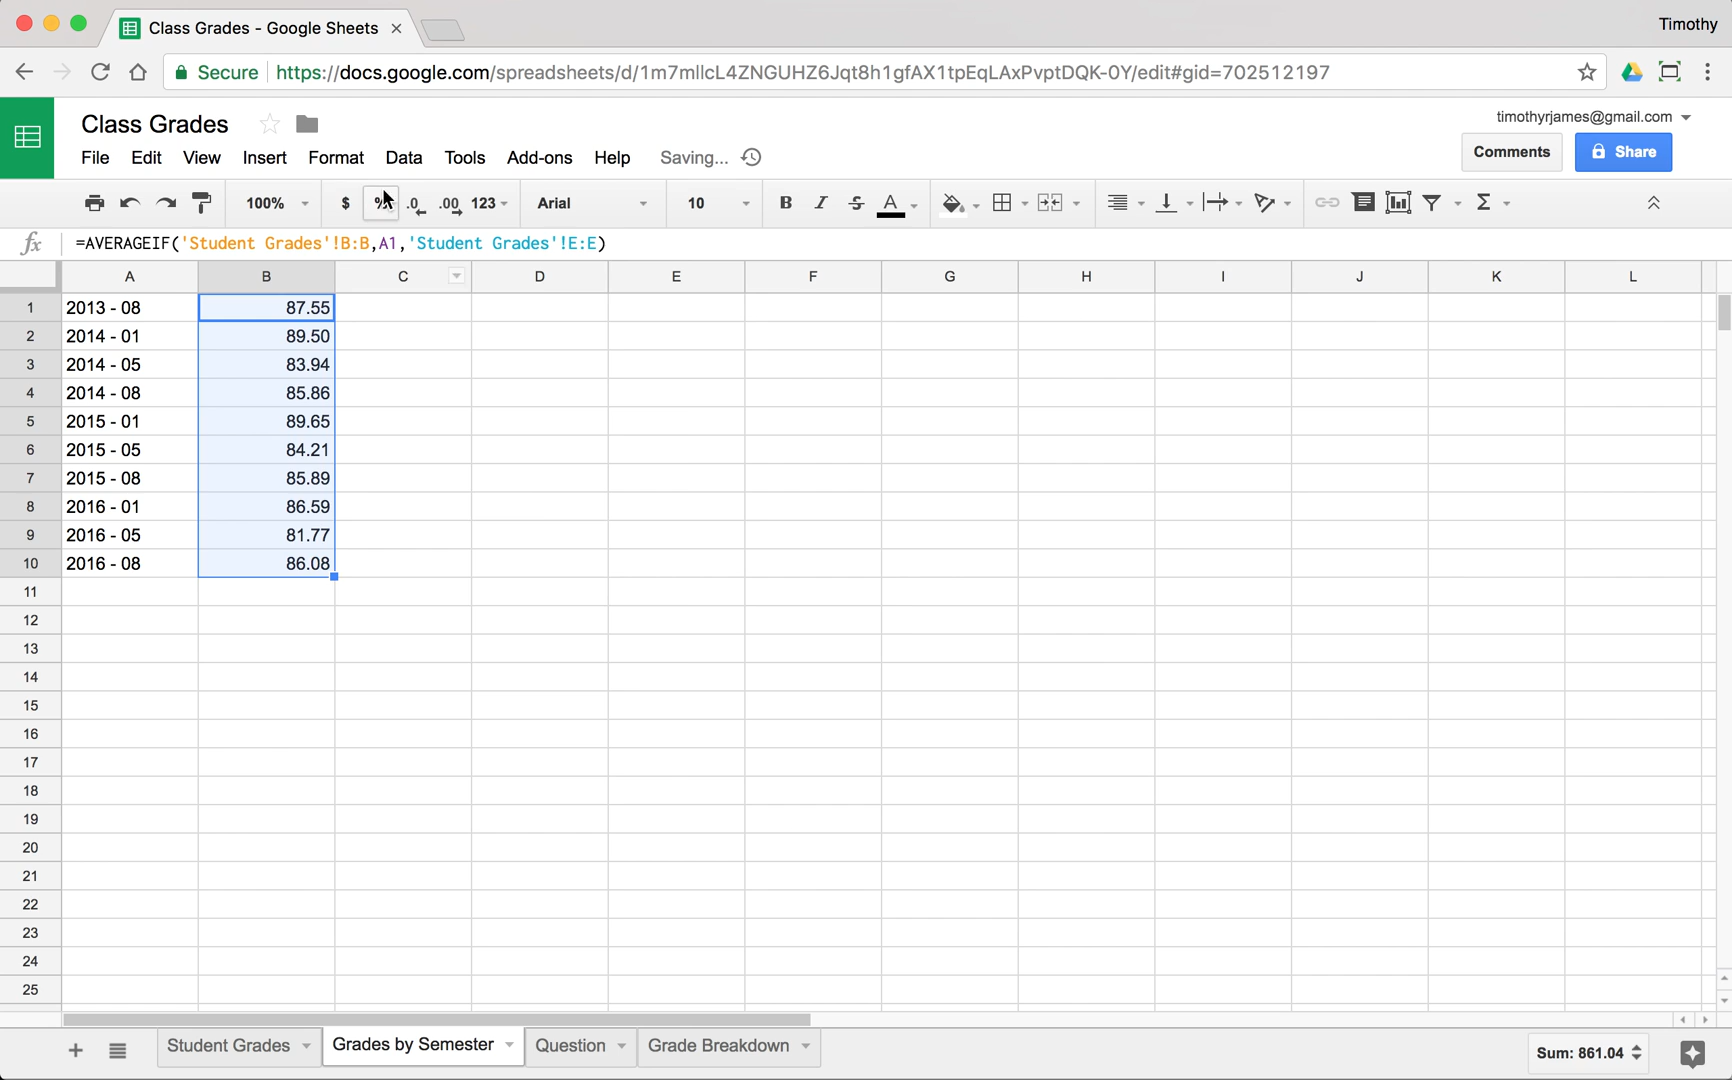 Class Grades - Google Sheets
Timothy
Secure https://docs.google.com/spreadsheets/d/1m7mllcL4ZNGUHZ6Jqt8h1gfAX1tpEqLAxPvptDQK-0Y/edit#gid=702512197
Class Grades
timothyrjames@gmail.com
File Edit View Insert Format Data Tools Add-ons Help Saving...
Comments Share
100% $ % .0 .00 123 Arial 10 B I S A Σ
fx =AVERAGEIF('Student Grades'!B:B,A1,'Student Grades'!E:E)
A B C D E F G H I J K L
1 2013 - 08 87.55
2 2014 - 01 89.50
3 2014 - 05 83.94
4 2014 - 08 85.86
5 2015 - 01 89.65
6 2015 - 05 84.21
7 2015 - 08 85.89
8 2016 - 01 86.59
9 2016 - 05 81.77
10 2016 - 08 86.08
11
12
13
14
15
16
17
18
19
20
21
22
23
24
25
Student Grades Grades by Semester Question Grade Breakdown Sum: 861.04